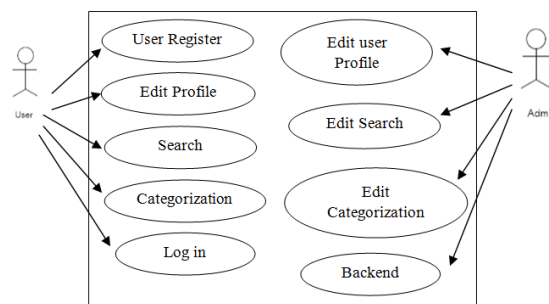 User Register
Edit Profile
Search
Categorization
Log in
User
Edit user
Profile
Edit Search
Edit
Categorization
Backend
Adm